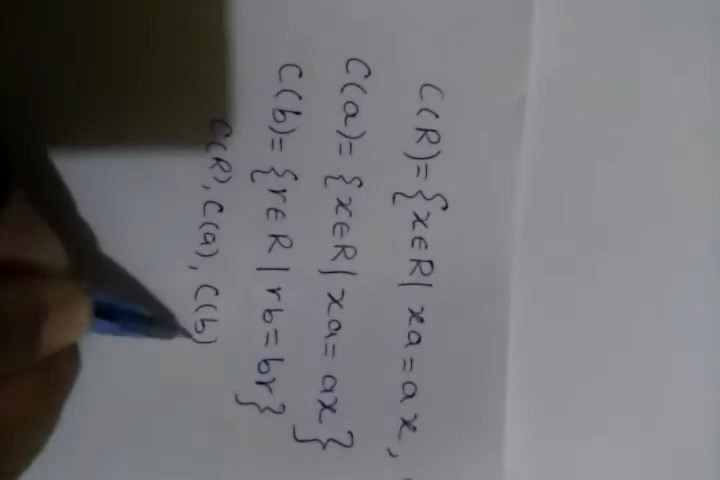 C(R) = {x ∈ R | xa = ax,
C(a) = {x ∈ R | xa = ax}
C(b) = {r ∈ R | rb = br}
C(R), C(a), C(b)